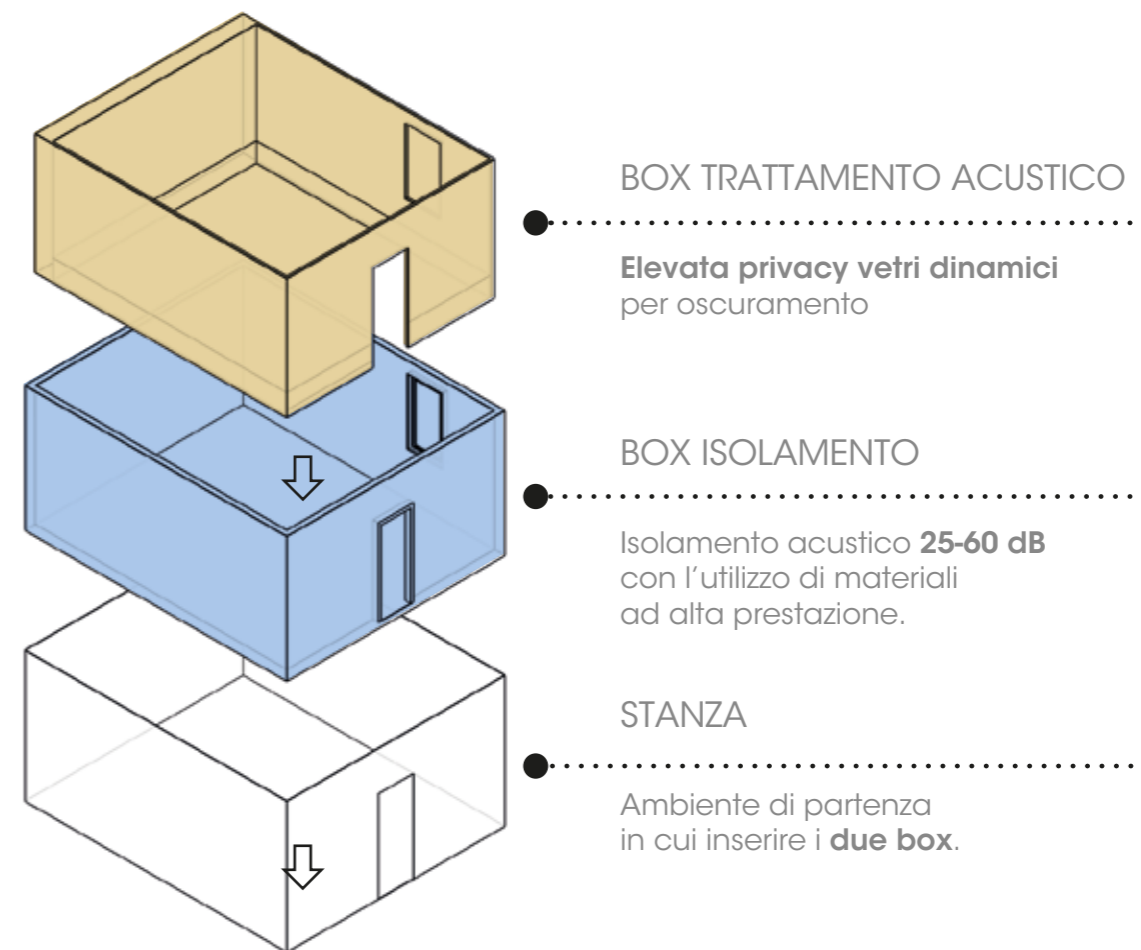 BOX TRATTAMENTO ACUSTICO
Elevata privacy vetri dinamici
per oscuramento
BOX ISOLAMENTO
Isolamento acustico 25-60 dB
con l'utilizzo di materiali
ad alta prestazione.
STANZA
Ambiente di partenza
in cui inserire i due box.